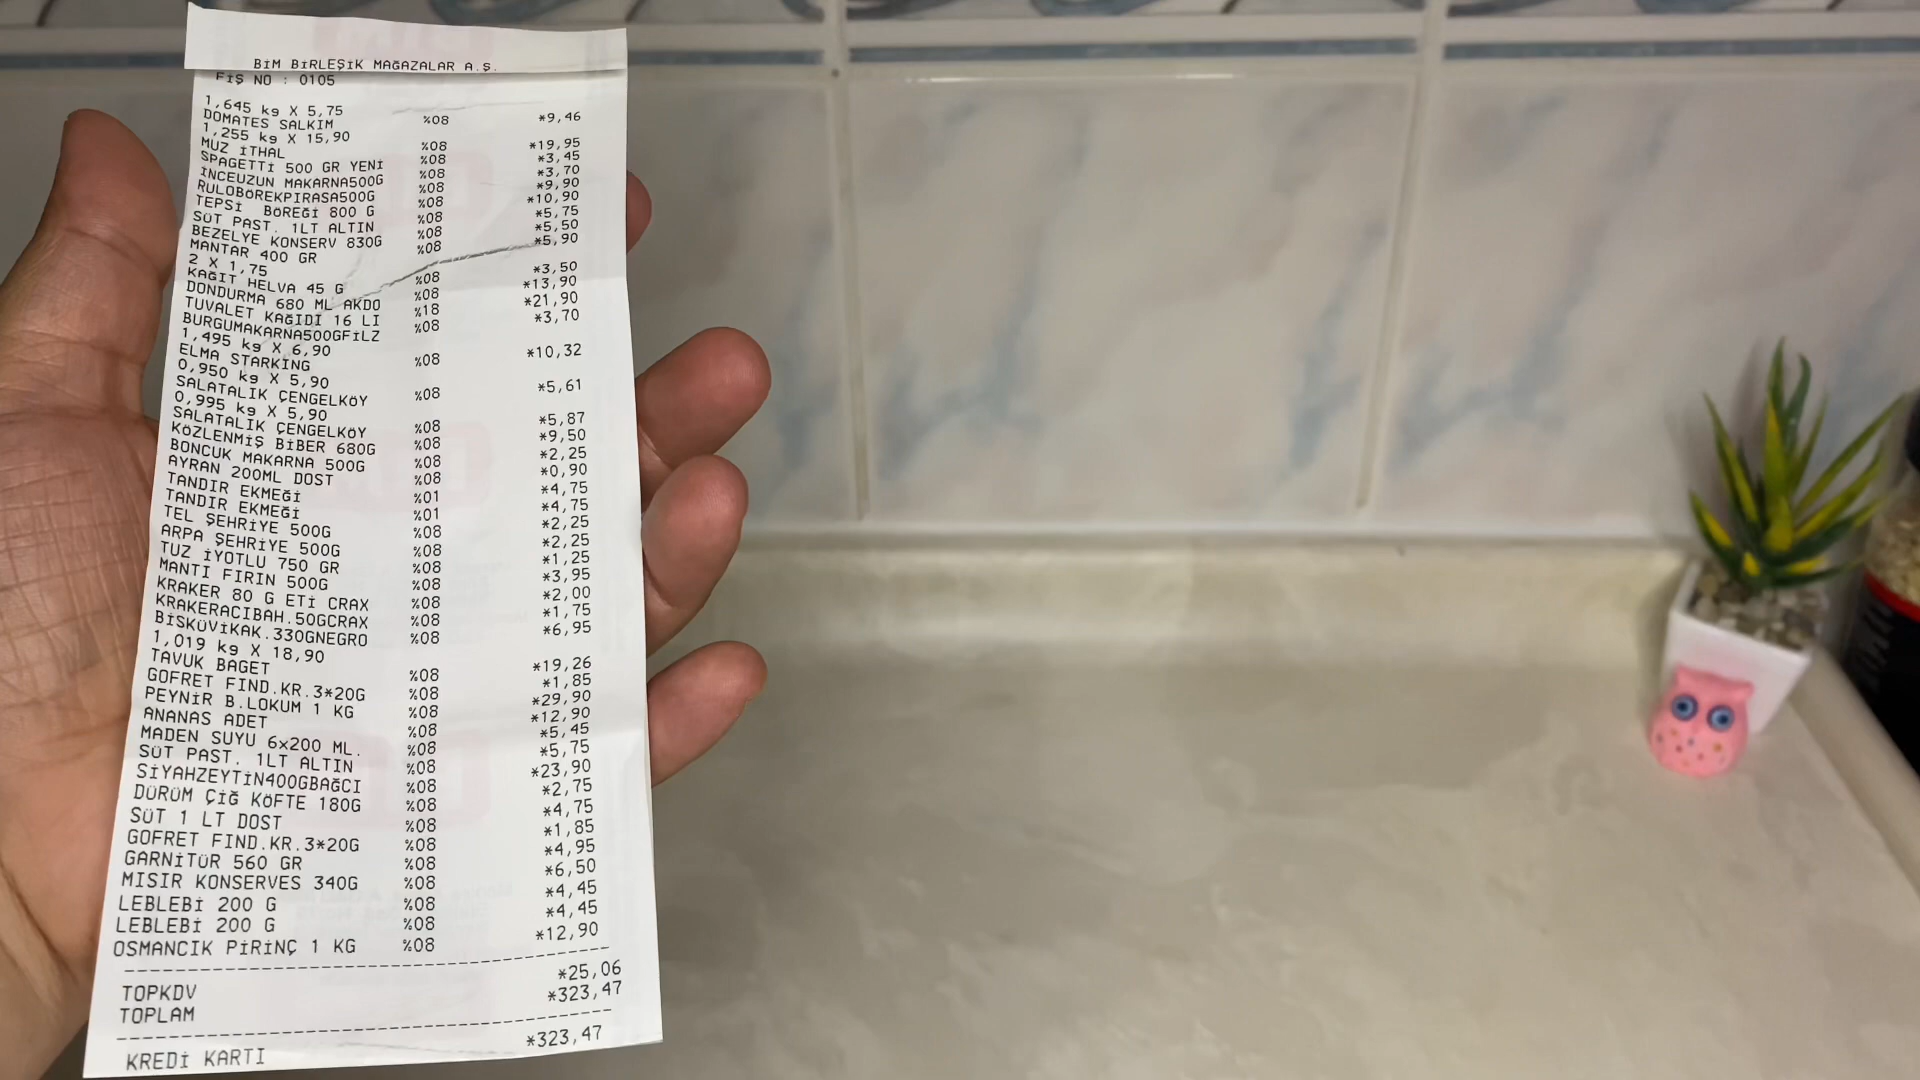 BİM BİRLEŞİK MAĞAZALAR A.Ş.
FİŞ NO : 0105
1,645 kg X 5,75
DOMATES SALKIM %08 *9,46
1,255 kg X 15,90
MUZ İTHAL %08 *19,95
SPAGETTİ 500 GR YENİ %08 *3,45
İNCEUZUN MAKARNA500G %08 *3,70
RULOBÖREKPIRASA500G %08 *9,90
TEPSİ BÖREĞİ 800 G %08 *10,90
SÜT PAST. 1LT ALTIN %08 *5,75
BEZELYE KONSERV 830G %08 *5,50
MANTAR 400 GR %08 *5,90
2 X 1,75
KAĞIT HELVA 45 G %08 *3,50
DONDURMA 680 ML AKDO %08 *13,90
TUVALET KAĞIDI 16 LI %18 *21,90
BURGUMAKARNA500GFİLZ %08 *3,70
1,495 kg X 6,90
ELMA STARKING %08 *10,32
0,950 kg X 5,90
SALATALIK ÇENGELKÖY %08 *5,61
0,995 kg X 5,90
SALATALIK ÇENGELKÖY %08 *5,87
KÖZLENMİŞ BİBER 680G %08 *9,50
BONCUK MAKARNA 500G %08 *2,25
AYRAN 200ML DOST %08 *0,90
TANDIR EKMEĞİ %01 *4,75
TANDIR EKMEĞİ %01 *4,75
TEL ŞEHRİYE 500G %08 *2,25
ARPA ŞEHRİYE 500G %08 *2,25
TUZ İYOTLU 750 GR %08 *1,25
MANTI FIRIN 500G %08 *3,95
KRAKER 80 G ETİ CRAX %08 *2,00
KRAKERACIBAH.50GCRAX %08 *1,75
BİSKÜVİKAK.330GNEGRO %08 *6,95
1,019 kg X 18,90
TAVUK BAGET %08 *19,26
GOFRET FIND.KR.3*20G %08 *1,85
PEYNİR B.LOKUM 1 KG %08 *29,90
ANANAS ADET %08 *12,90
MADEN SUYU 6x200 ML. %08 *5,45
SÜT PAST. 1LT ALTIN %08 *5,75
SİYAHZEYTİN400GBAĞCI %08 *23,90
DÜRÜM ÇİĞ KÖFTE 180G %08 *2,75
SÜT 1 LT DOST %08 *4,75
GOFRET FIND.KR.3*20G %08 *1,85
GARNİTÜR 560 GR %08 *4,95
MISIR KONSERVES 340G %08 *6,50
LEBLEBİ 200 G %08 *4,45
LEBLEBİ 200 G %08 *4,45
OSMANCIK PİRİNÇ 1 KG %08 *12,90
TOPKDV *25,06
TOPLAM *323,47
KREDİ KARTI *323,47